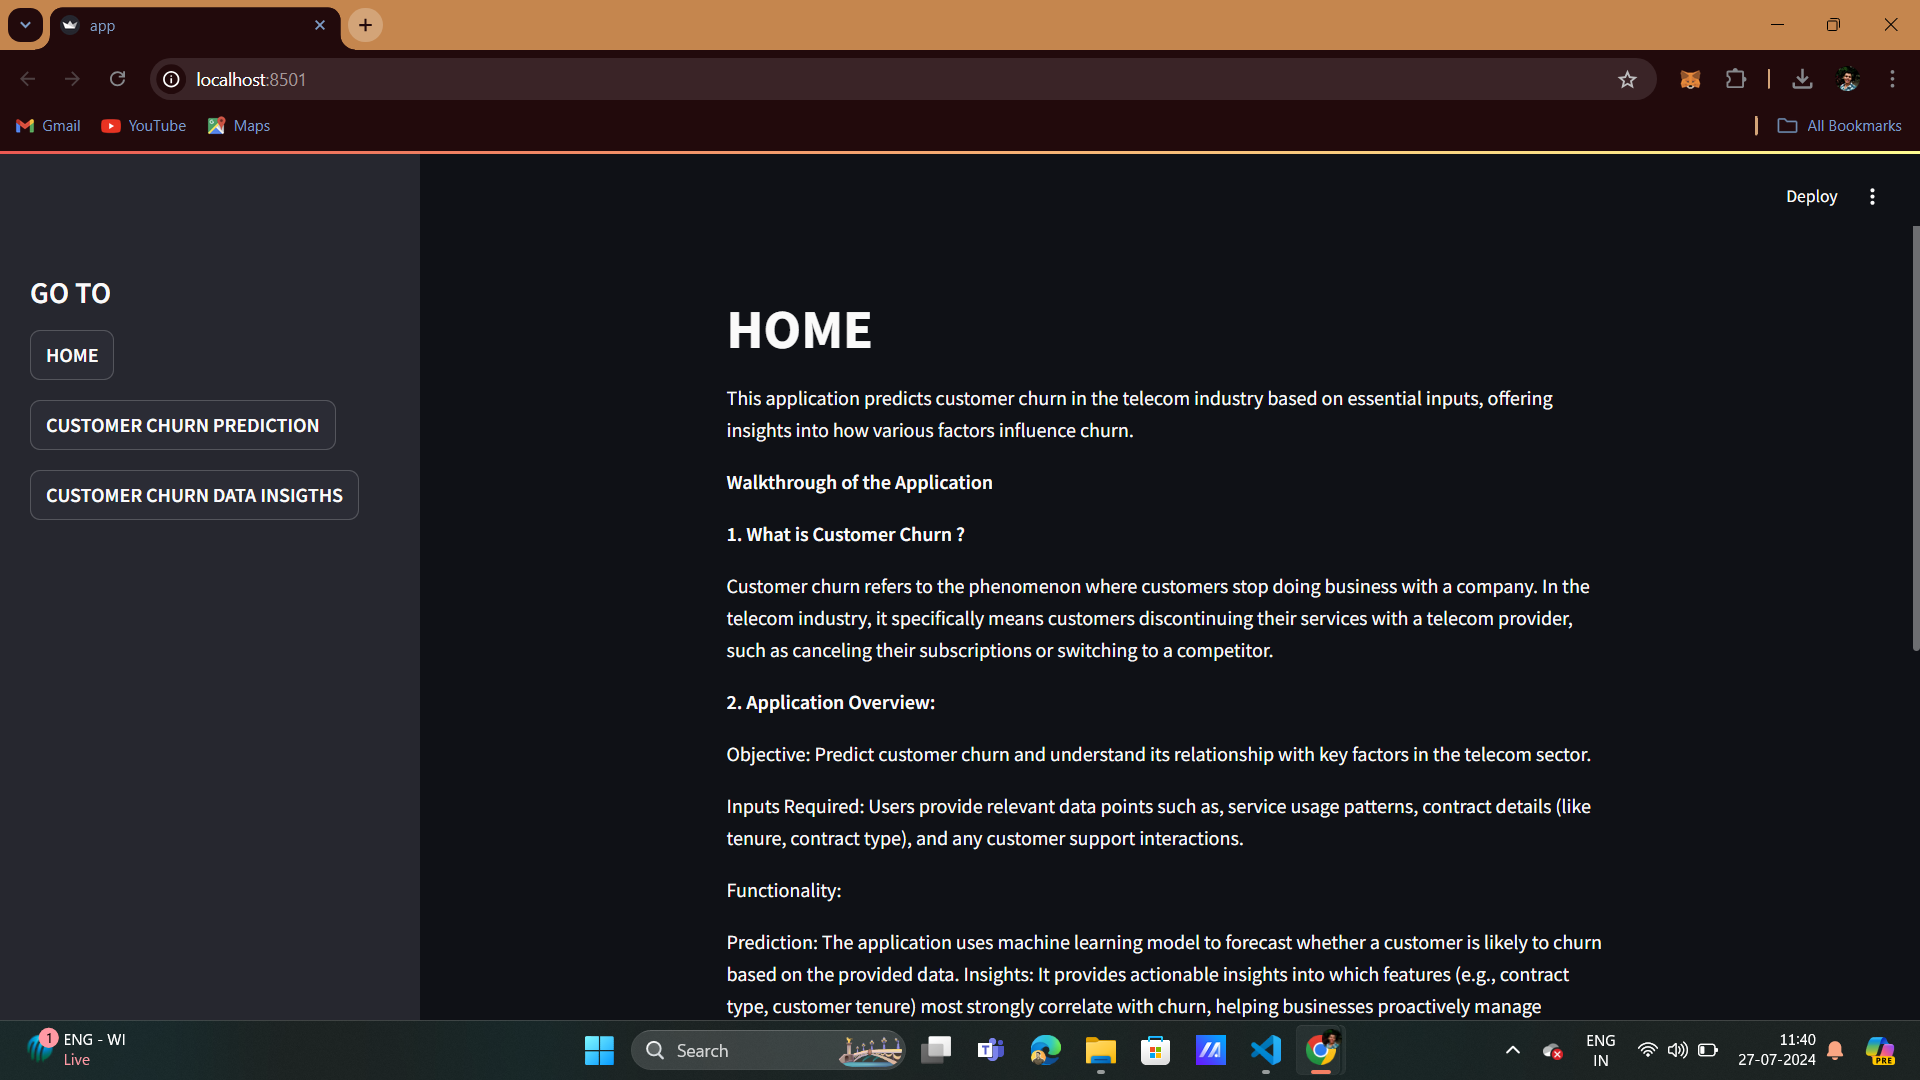 app
localhost:8501
Gmail
YouTube
Maps
All Bookmarks
Deploy
GO TO
HOME
CUSTOMER CHURN PREDICTION
CUSTOMER CHURN DATA INSIGTHS
HOME
This application predicts customer churn in the telecom industry based on essential inputs, offering
insights into how various factors influence churn.
Walkthrough of the Application
1. What is Customer Churn ?
Customer churn refers to the phenomenon where customers stop doing business with a company. In the
telecom industry, it specifically means customers discontinuing their services with a telecom provider,
such as canceling their subscriptions or switching to a competitor.
2. Application Overview:
Objective: Predict customer churn and understand its relationship with key factors in the telecom sector.
Inputs Required: Users provide relevant data points such as, service usage patterns, contract details (like
tenure, contract type), and any customer support interactions.
Functionality:
Prediction: The application uses machine learning model to forecast whether a customer is likely to churn
based on the provided data. Insights: It provides actionable insights into which features (e.g., contract
type, customer tenure) most strongly correlate with churn, helping businesses proactively manage
1
ENG - WI
Live
Search
ENG
IN
11:40
27-07-2024
PRE